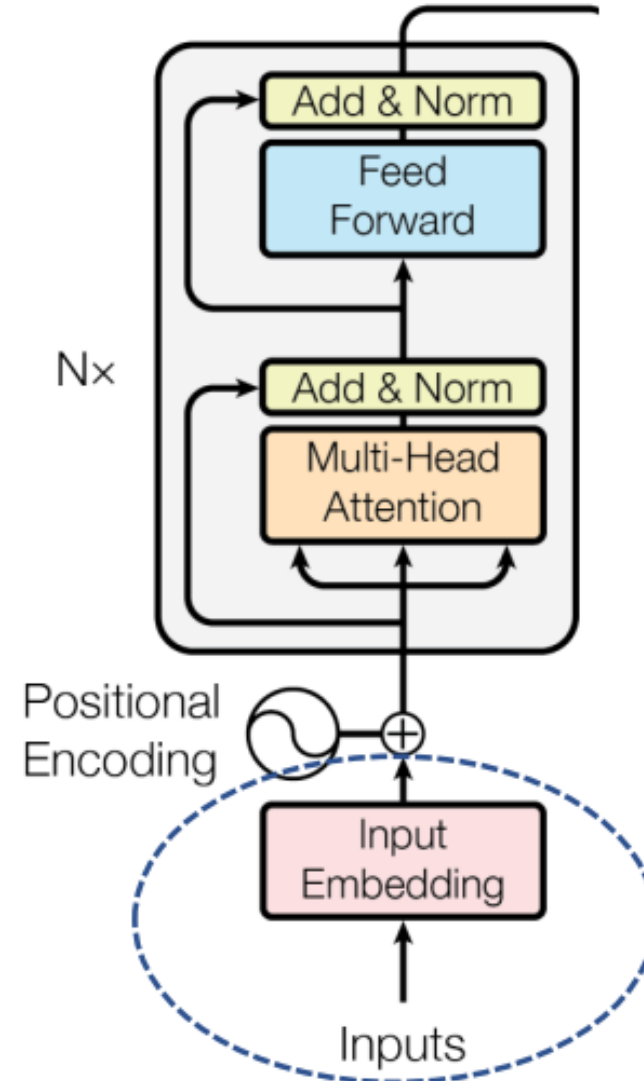 Add & Norm
Feed
Forward
N×
Add & Norm
Multi-Head
Attention
Positional
Encoding
Input
Embedding
Inputs